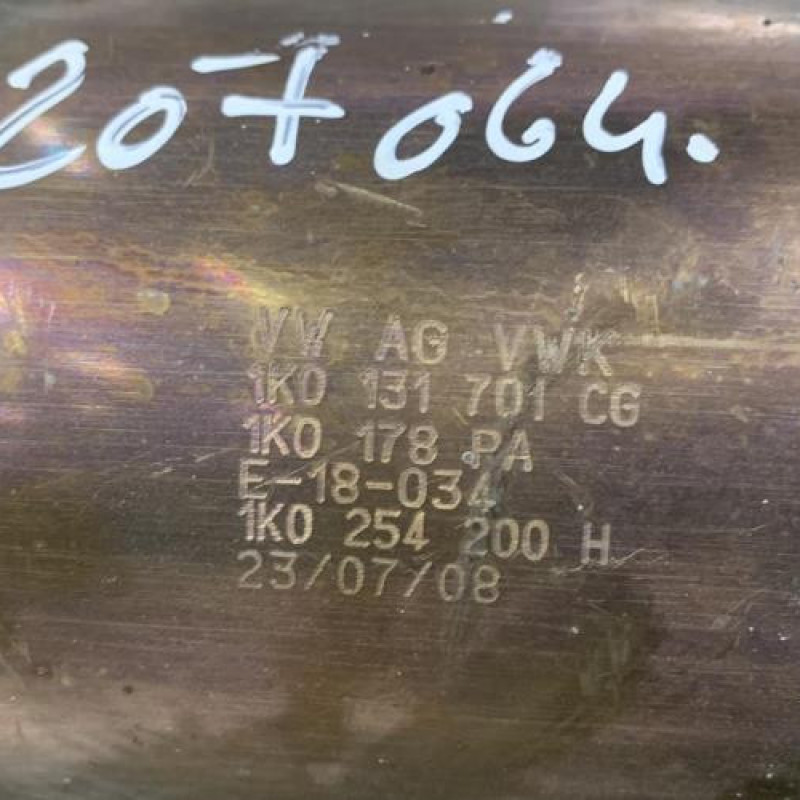 207064.
VW AG VWK
1K0 131 701 CG
1K0 178 PA
E-18-034
1K0 254 200 H
23/07/08